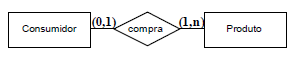 Consumidor (0,1) compra (1,n) Produto